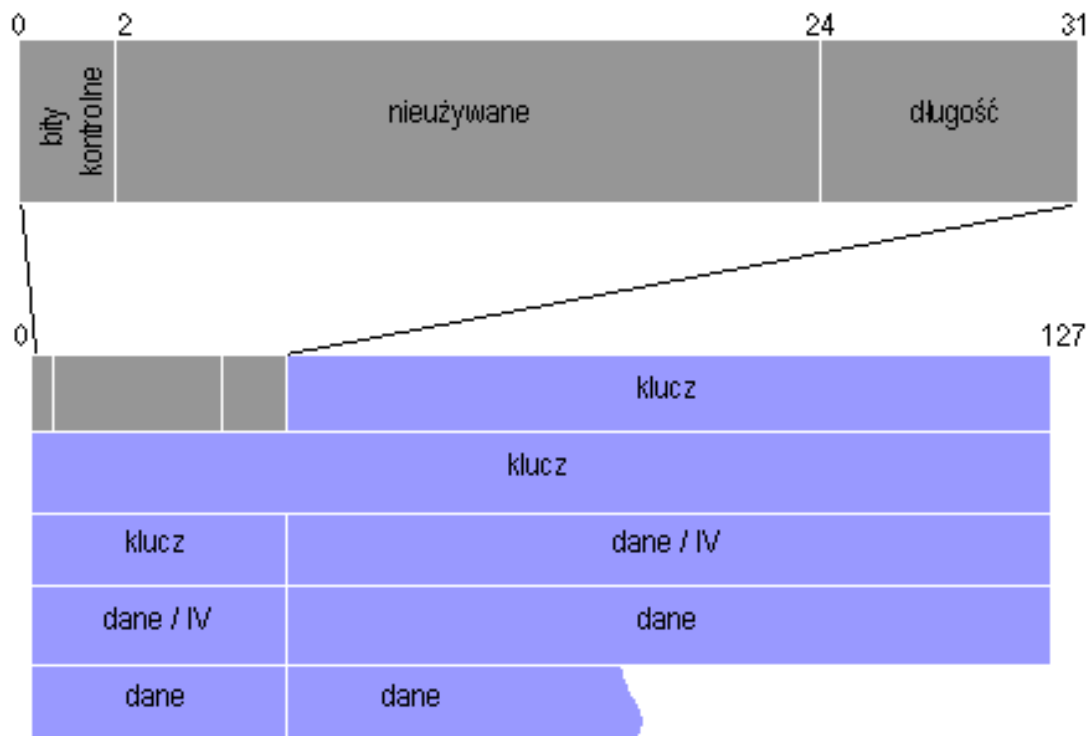 0 2 24 31
bity
kontrolne
nieużywane
długość
0 127
klucz
klucz
klucz
dane / IV
dane / IV
dane
dane
dane